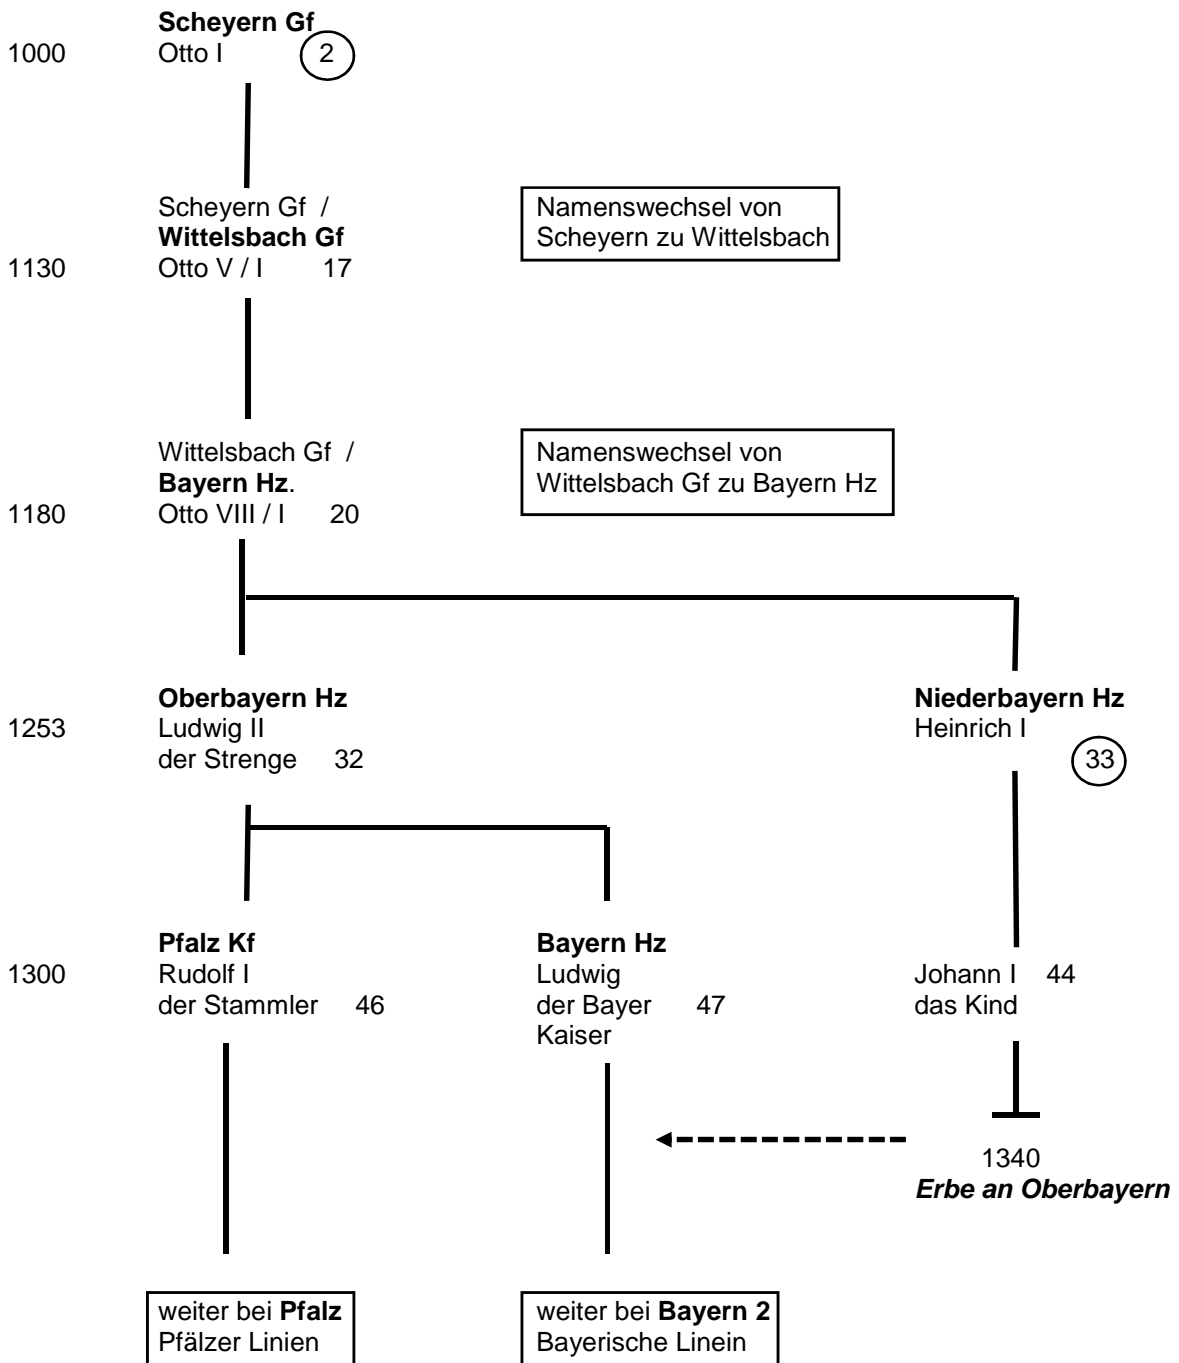 Scheyern Gf
1000 Otto I 2
Scheyern Gf / Namenswechsel von
Wittelsbach Gf Scheyern zu Wittelsbach
1130 Otto V / I 17
Wittelsbach Gf / Namenswechsel von
Bayern Hz. Wittelsbach Gf zu Bayern Hz
1180 Otto VIII / I 20
Oberbayern Hz Niederbayern Hz
1253 Ludwig II Heinrich I
der Strenge 32 33
Pfalz Kf Bayern Hz
1300 Rudolf I Ludwig Johann I 44
der Stammler 46 der Bayer 47 das Kind
Kaiser
1340
Erbe an Oberbayern
weiter bei Pfalz weiter bei Bayern 2
Pfälzer Linien Bayerische Linein